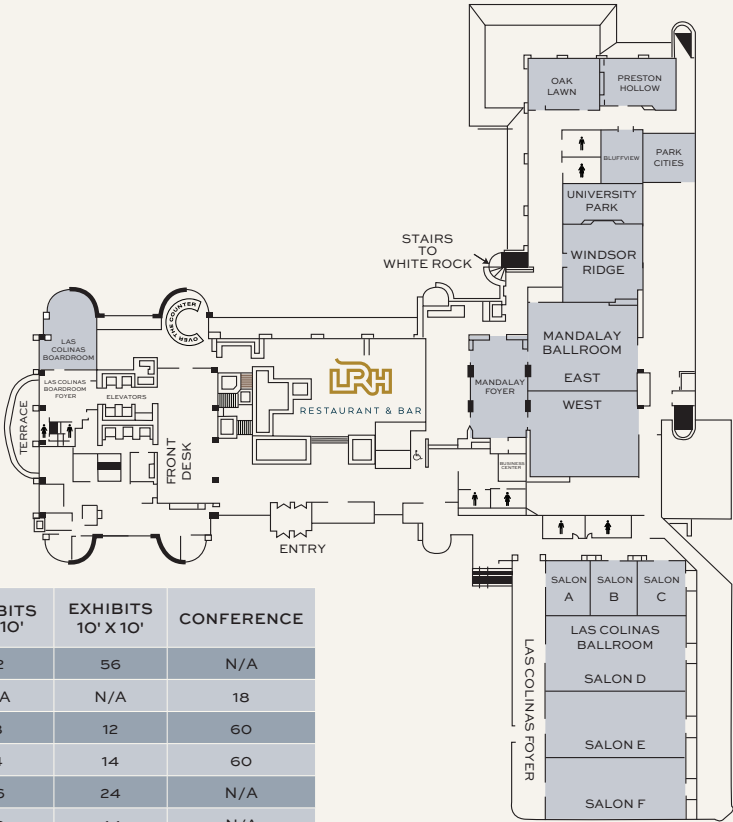 OAK
LAWN
PRESTON
HOLLOW
BLUFFVIEW
PARK
CITIES
UNIVERSITY
PARK
WINDSOR
RIDGE
STAIRS
TO
WHITE ROCK
MANDALAY
BALLROOM
EAST
WEST
MANDALAY
FOYER
BUSINESS
CENTER
OVER THE COUNTER
LAS
COLINAS
BOARDROOM
LAS COLINAS
BOARDROOM
FOYER
ELEVATORS
TERRACE
FRONT
DESK
LRH
RESTAURANT & BAR
ENTRY
SALON
A
SALON
B
SALON
C
LAS COLINAS
BALLROOM
SALON D
SALON E
SALON F
LAS COLINAS FOYER
EXHIBITS
10' X 10'
CONFERENCE
56 N/A
N/A 18
12 60
14 60
24 N/A